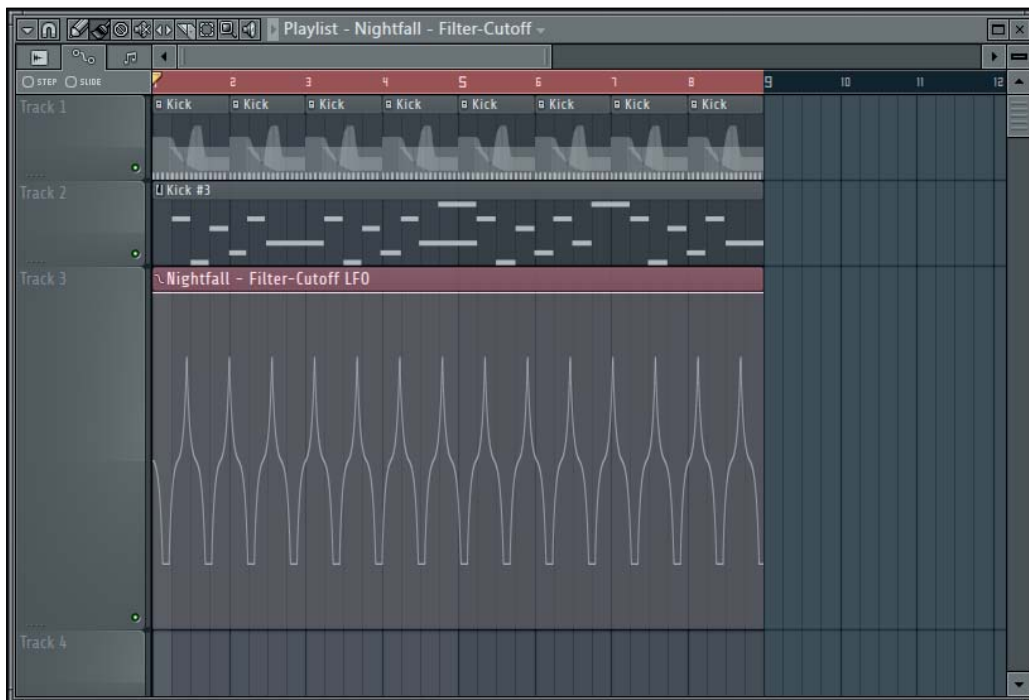 Playlist - Nightfall - Filter-Cutoff
STEP SLIDE
2 3 4 5 6 7 8 9 10 11 12
Track 1
Kick Kick Kick Kick Kick Kick Kick Kick
Track 2
Kick #3
Track 3
Nightfall - Filter-Cutoff LFO
Track 4